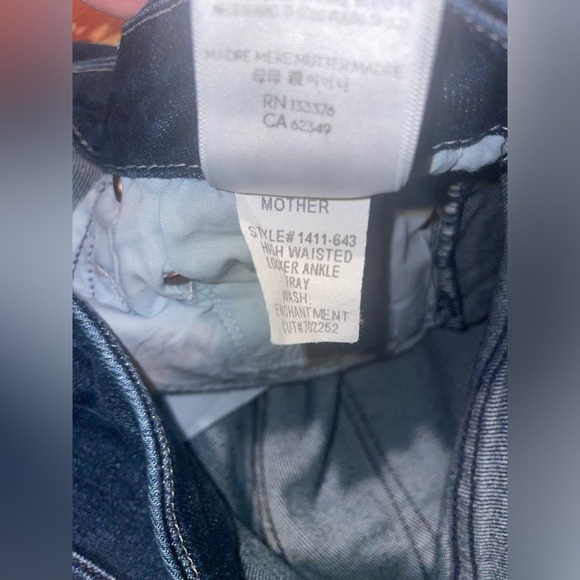 MADRE MERE MUTTER MADRE
RN 133376
CA 62349
MOTHER
STYLE# 1411-643
HIGH WAISTED
LOOKER ANKLE
FRAY
WASH:
ENCHANTMENT
CUT#702252